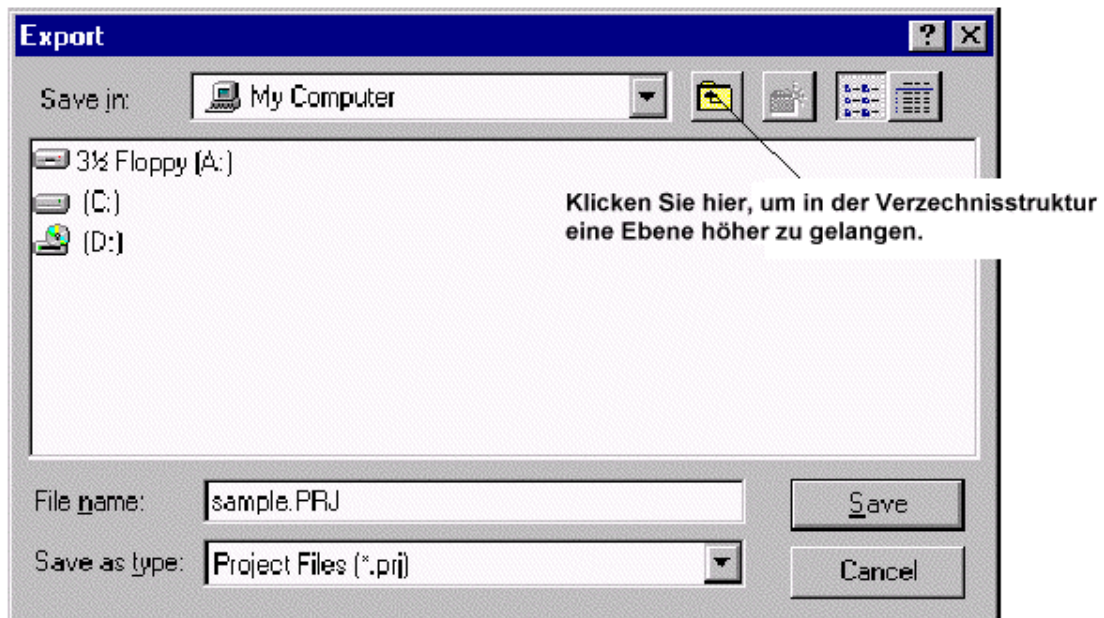 Export
Save in: My Computer
3½ Floppy (A:)
(C:)
(D:)
Klicken Sie hier, um in der Verzechnisstruktur
eine Ebene höher zu gelangen.
File name: sample.PRJ
Save
Save as type: Project Files (*.prj)
Cancel